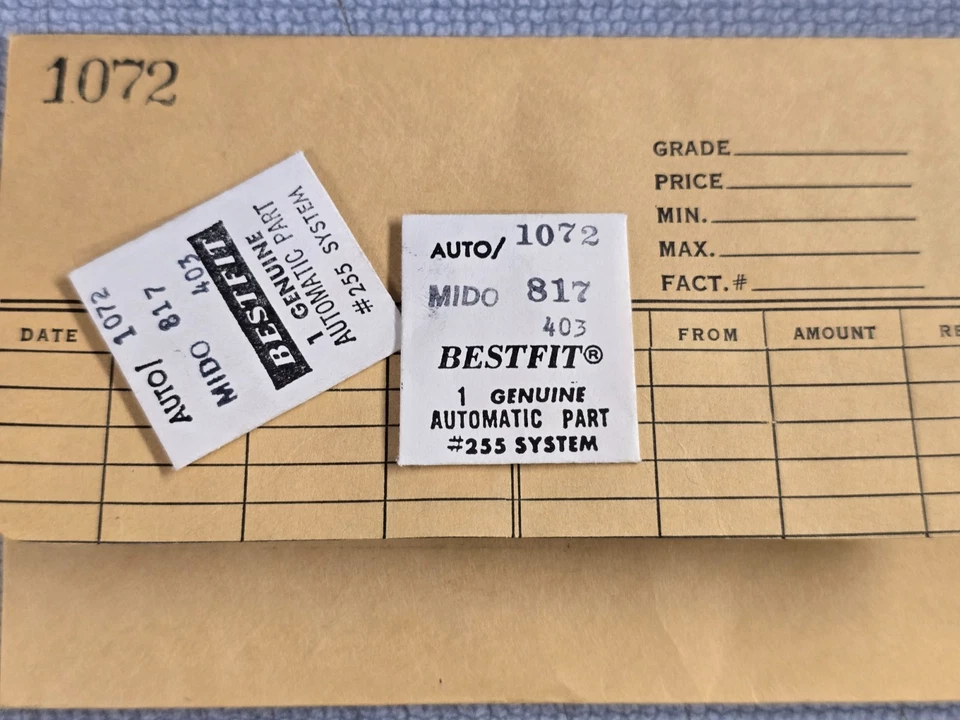 1072
GRADE
PRICE
MIN.
MAX.
FACT.#
DATE
FROM
AMOUNT
RE
AUTO/ 1072
MIDO 817
403
BESTFIT
1 GENUINE
AUTOMATIC PART
#255 SYSTEM
AUTO/ 1072
MIDO 817
403
BESTFIT®
1 GENUINE
AUTOMATIC PART
#255 SYSTEM